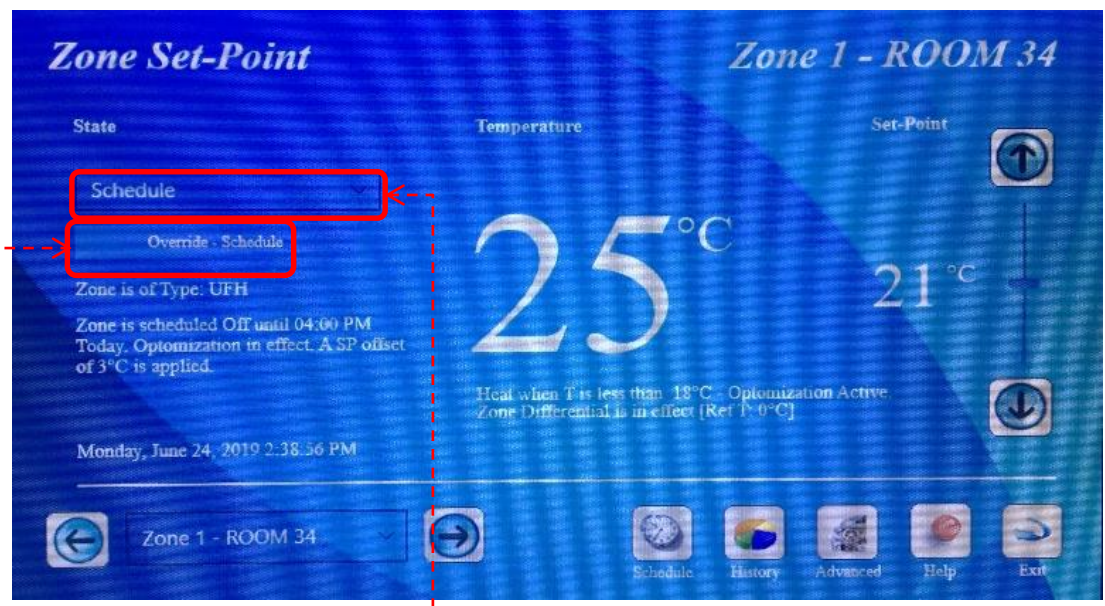 Zone Set-Point
Zone 1 - ROOM 34
State
Temperature
Set-Point
Schedule
Override - Schedule
25°C
21 °C
Zone is of Type: UFH
Zone is scheduled Off until 04:00 PM
Today. Optomization in effect. A SP offset
of 3°C is applied.
Heat when T is less than 18°C - Optomization Active.
Zone Differential is in effect [Ref T: 0°C]
Monday, June 24, 2019 2:38:56 PM
Zone 1 - ROOM 34
Schedule
History
Advanced
Help
Exit